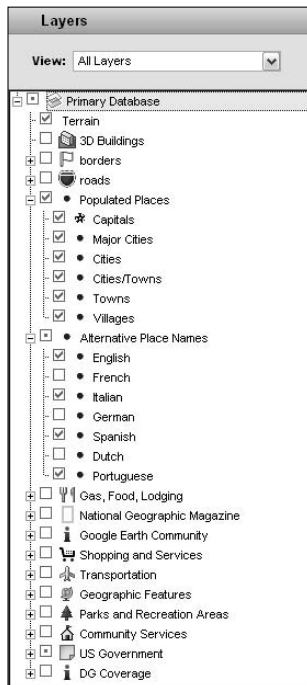 Layers
View: All Layers
Primary Database
Terrain
3D Buildings
borders
roads
Populated Places
Capitals
Major Cities
Cities
Cities/Towns
Towns
Villages
Alternative Place Names
English
French
Italian
German
Spanish
Dutch
Portuguese
Gas, Food, Lodging
National Geographic Magazine
Google Earth Community
Shopping and Services
Transportation
Geographic Features
Parks and Recreation Areas
Community Services
US Government
DG Coverage